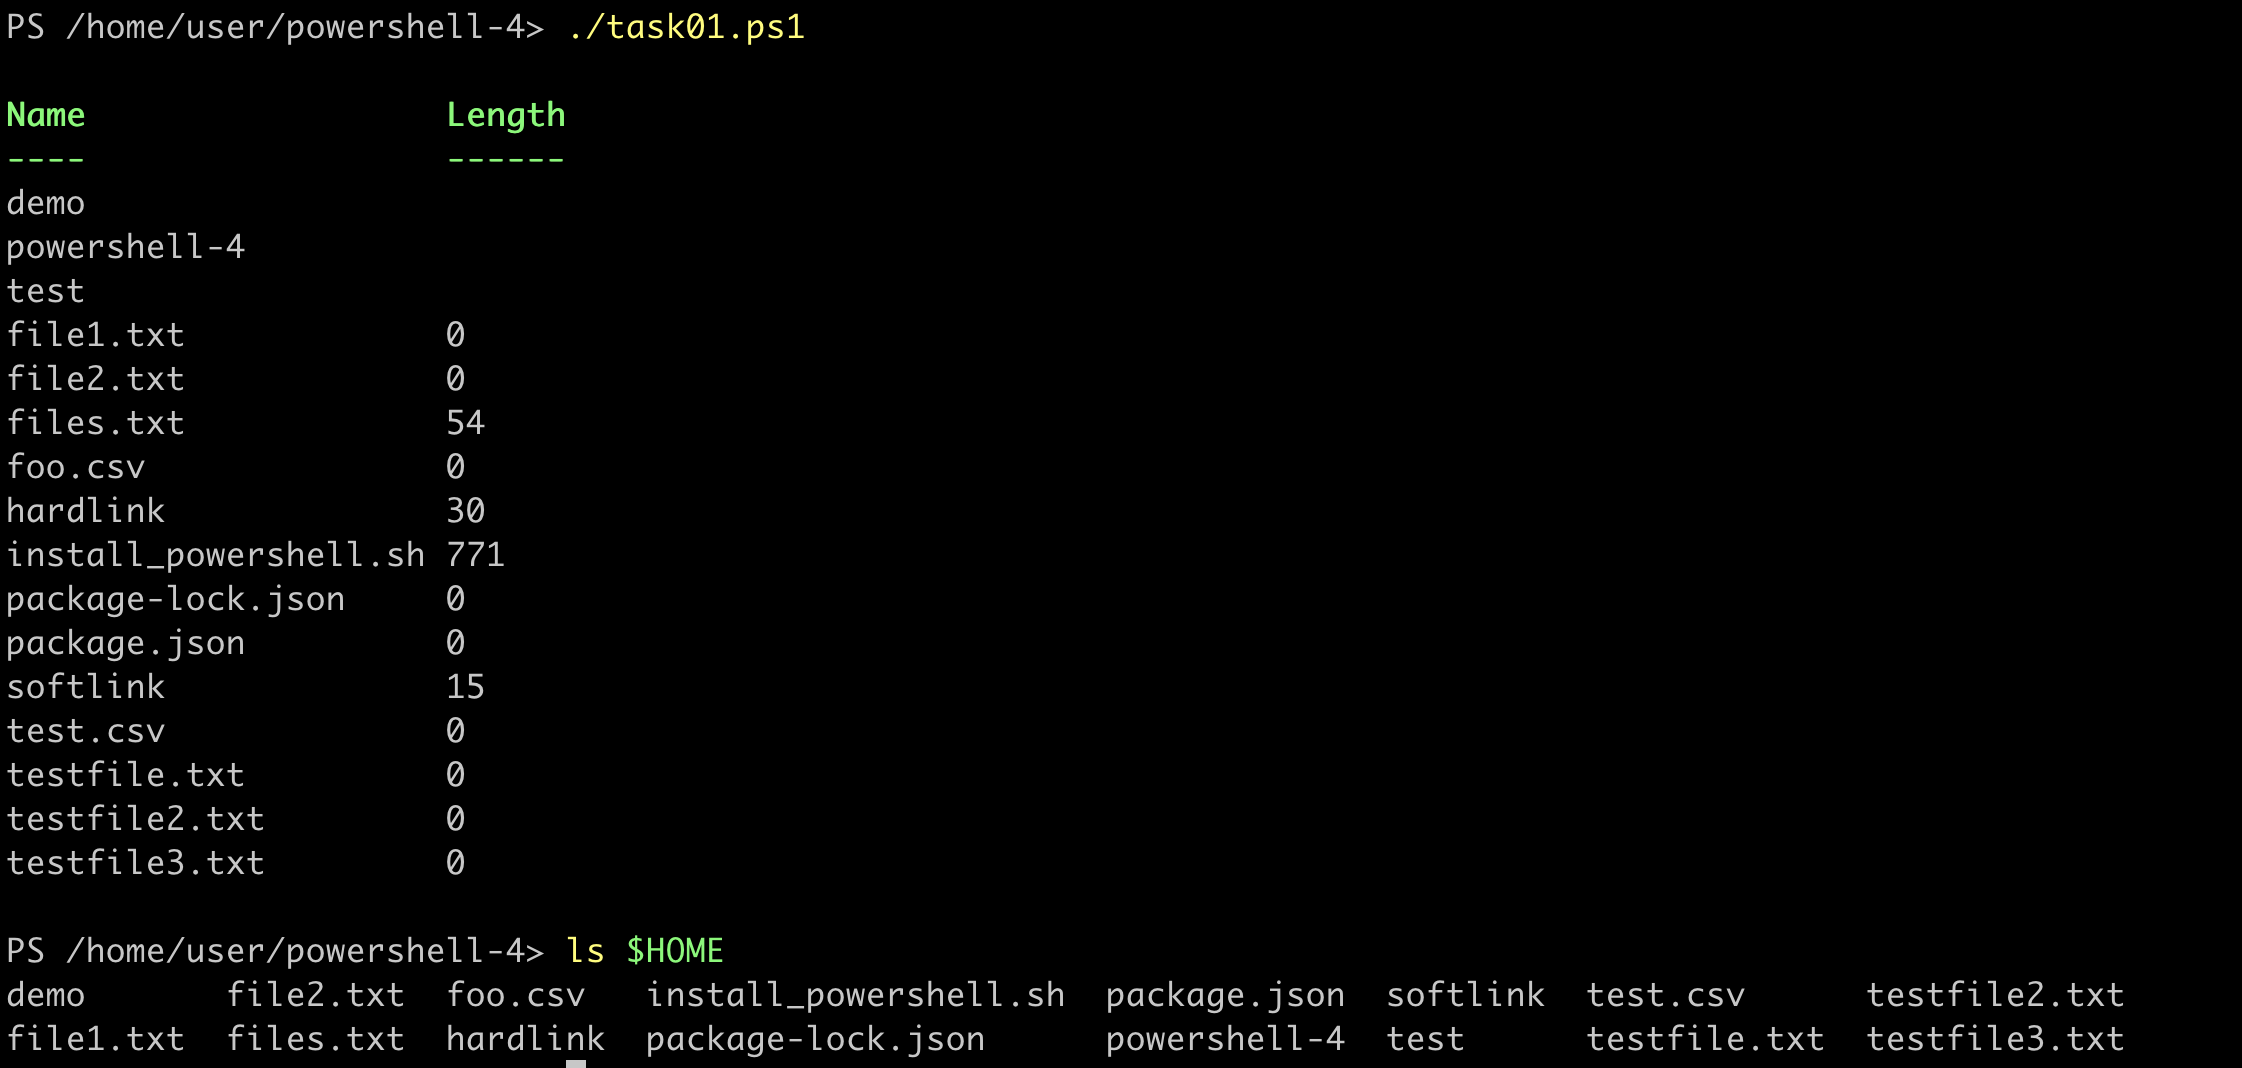 PS /home/user/powershell-4> ./task01.ps1
Name                  Length
----                  ------
demo
powershell-4
test
file1.txt             0
file2.txt             0
files.txt             54
foo.csv               0
hardlink              30
install_powershell.sh 771
package-lock.json     0
package.json          0
softlink              15
test.csv              0
testfile.txt          0
testfile2.txt         0
testfile3.txt         0
PS /home/user/powershell-4> ls $HOME
demo       file2.txt  foo.csv   install_powershell.sh  package.json  softlink  test.csv      testfile2.txt
file1.txt  files.txt  hardlink  package-lock.json      powershell-4  test      testfile.txt  testfile3.txt